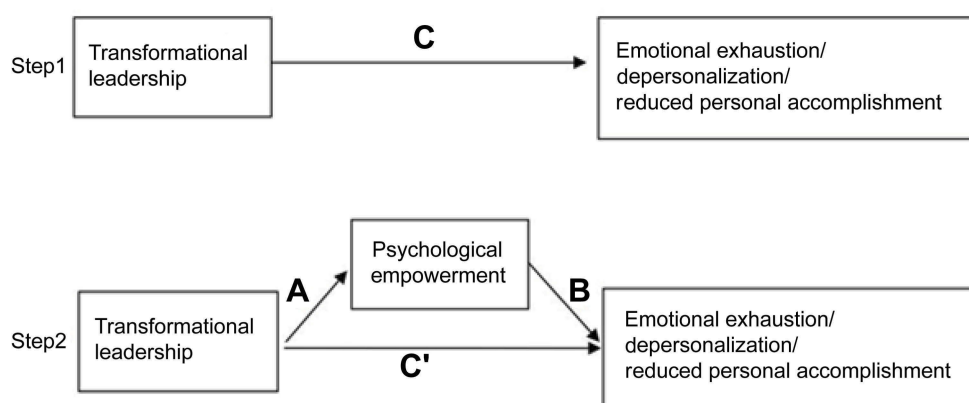 C
Step1
Transformational
leadership
Emotional exhaustion/
depersonalization/
reduced personal accomplishment
Psychological
empowerment
A
B
Step2
Transformational
leadership
C'
Emotional exhaustion/
depersonalization/
reduced personal accomplishment